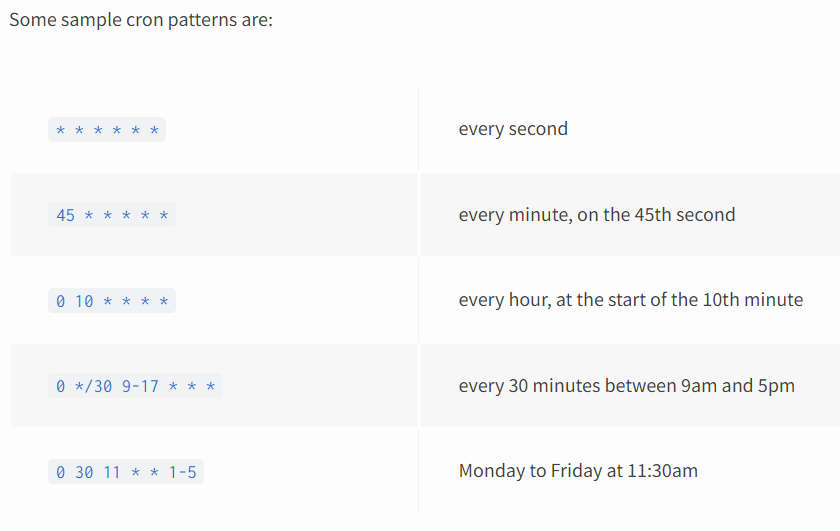 Some sample cron patterns are:
* * * * * * every second
45 * * * * * every minute, on the 45th second
0 10 * * * * every hour, at the start of the 10th minute
0 */30 9-17 * * * every 30 minutes between 9am and 5pm
0 30 11 * * 1-5 Monday to Friday at 11:30am